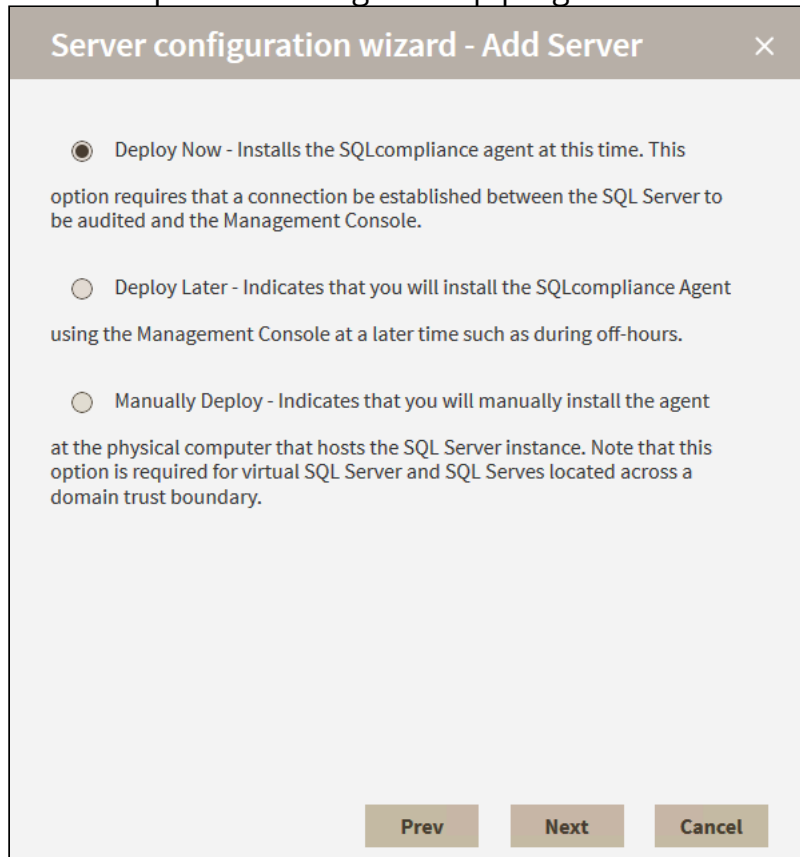 Server configuration wizard - Add Server
Deploy Now - Installs the SQLcompliance agent at this time. This
option requires that a connection be established between the SQL Server to
be audited and the Management Console.
Deploy Later - Indicates that you will install the SQLcompliance Agent
using the Management Console at a later time such as during off-hours.
Manually Deploy - Indicates that you will manually install the agent
at the physical computer that hosts the SQL Server instance. Note that this
option is required for virtual SQL Server and SQL Serves located across a
domain trust boundary.
Prev Next Cancel